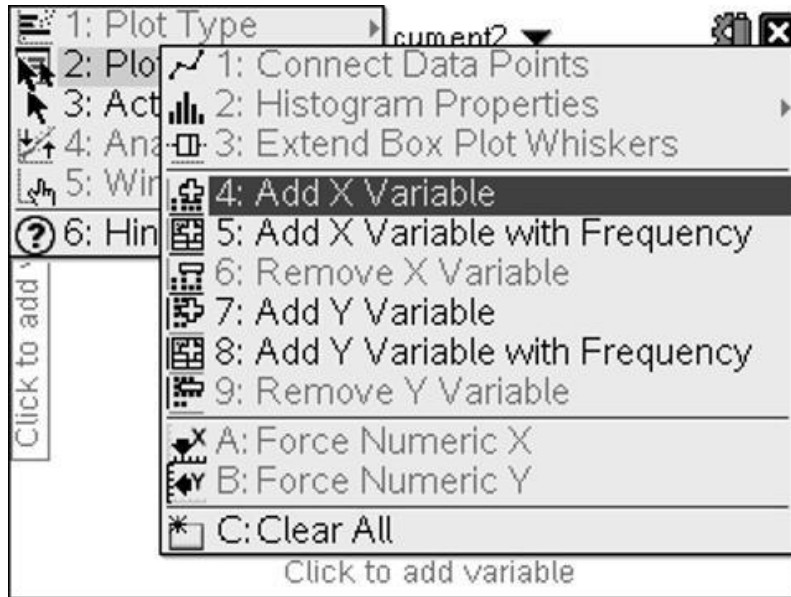 1: Plot Type
cument2
2: Plo
3: Act
4: Ana
5: Win
6: Hin
1: Connect Data Points
2: Histogram Properties
3: Extend Box Plot Whiskers
4: Add X Variable
5: Add X Variable with Frequency
6: Remove X Variable
7: Add Y Variable
8: Add Y Variable with Frequency
9: Remove Y Variable
A: Force Numeric X
B: Force Numeric Y
C: Clear All
Click to add v
Click to add variable